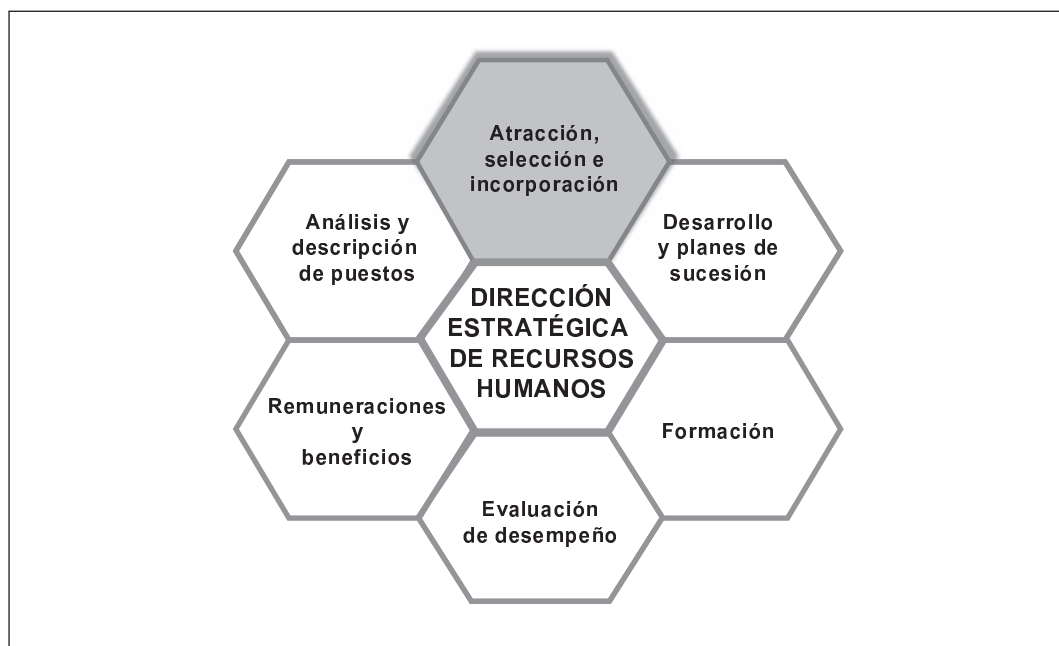 Atracción,
selección e
incorporación
Análisis y
descripción
de puestos
Desarrollo
y planes de
sucesión
DIRECCIÓN
ESTRATÉGICA
DE RECURSOS
HUMANOS
Remuneraciones
y
beneficios
Formación
Evaluación
de desempeño